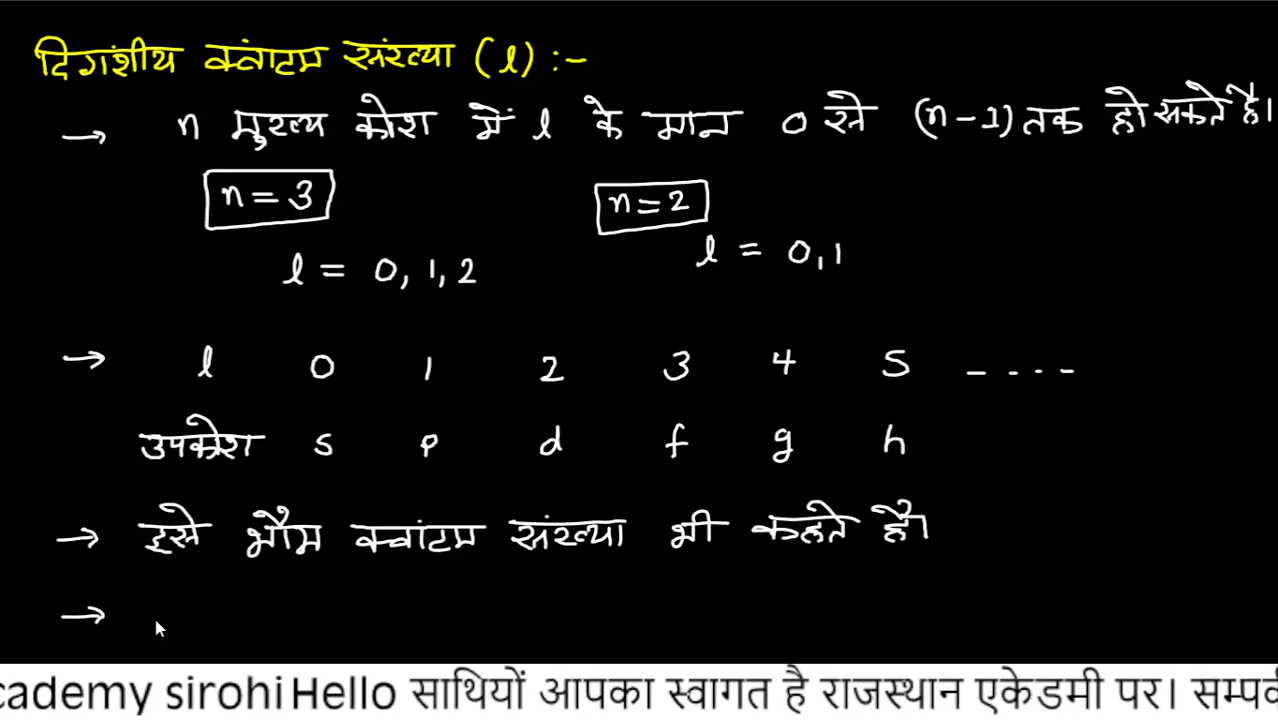 दिगंशीय क्वांटम संख्या (l) :-
→ n मुख्य कोश में l के मान 0 से (n-1) तक हो सकते है।
n = 3 n = 2
l = 0, 1, 2 l = 0, 1
→ l 0 1 2 3 4 5 - - - -
उपकोश s p d f g h
→ इसे भौम क्वांटम संख्या भी कहते है।
→
cademy sirohi Hello साथियों आपका स्वागत है राजस्थान एकेडमी पर। सम्पर्क